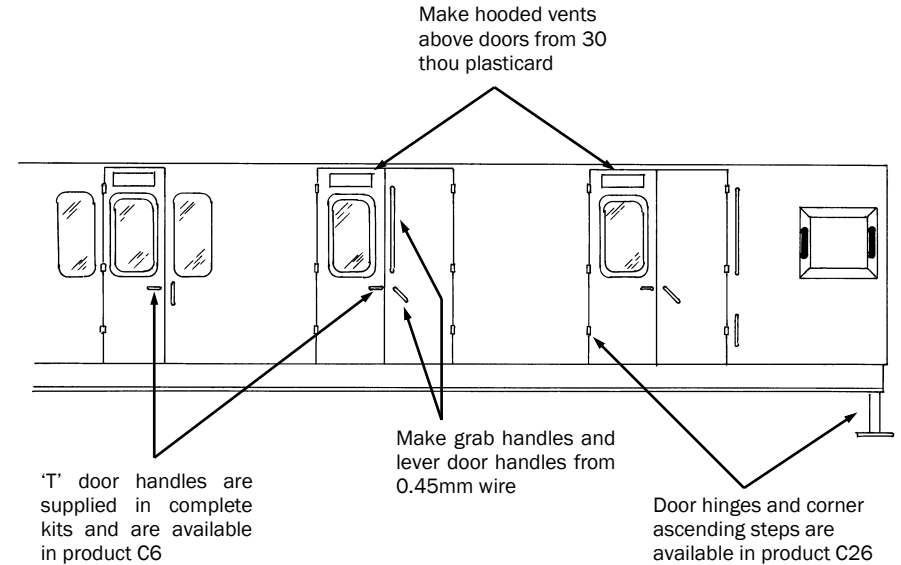 Make hooded vents
above doors from 30
thou plasticard
Make grab handles and
lever door handles from
0.45mm wire
‘T’ door handles are
supplied in complete
kits and are available
in product C6
Door hinges and corner
ascending steps are
available in product C26